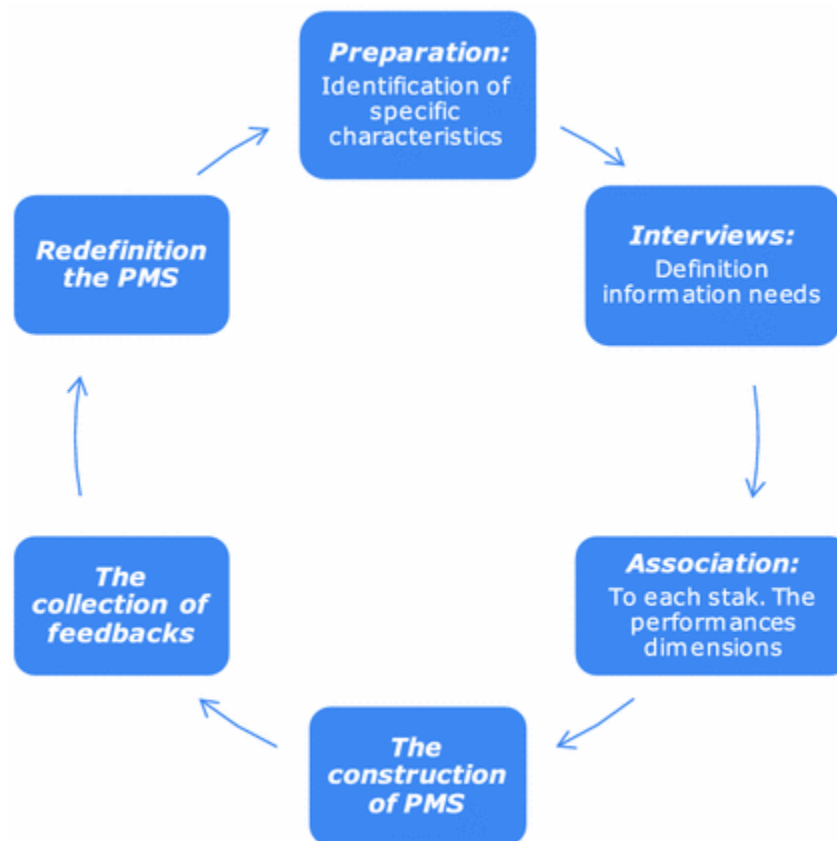 Preparation:
Identification of
specific
characteristics
Interviews:
Definition
information needs
Association:
To each stak. The
performances
dimensions
The
construction
of PMS
The
collection of
feedbacks
Redefinition
the PMS